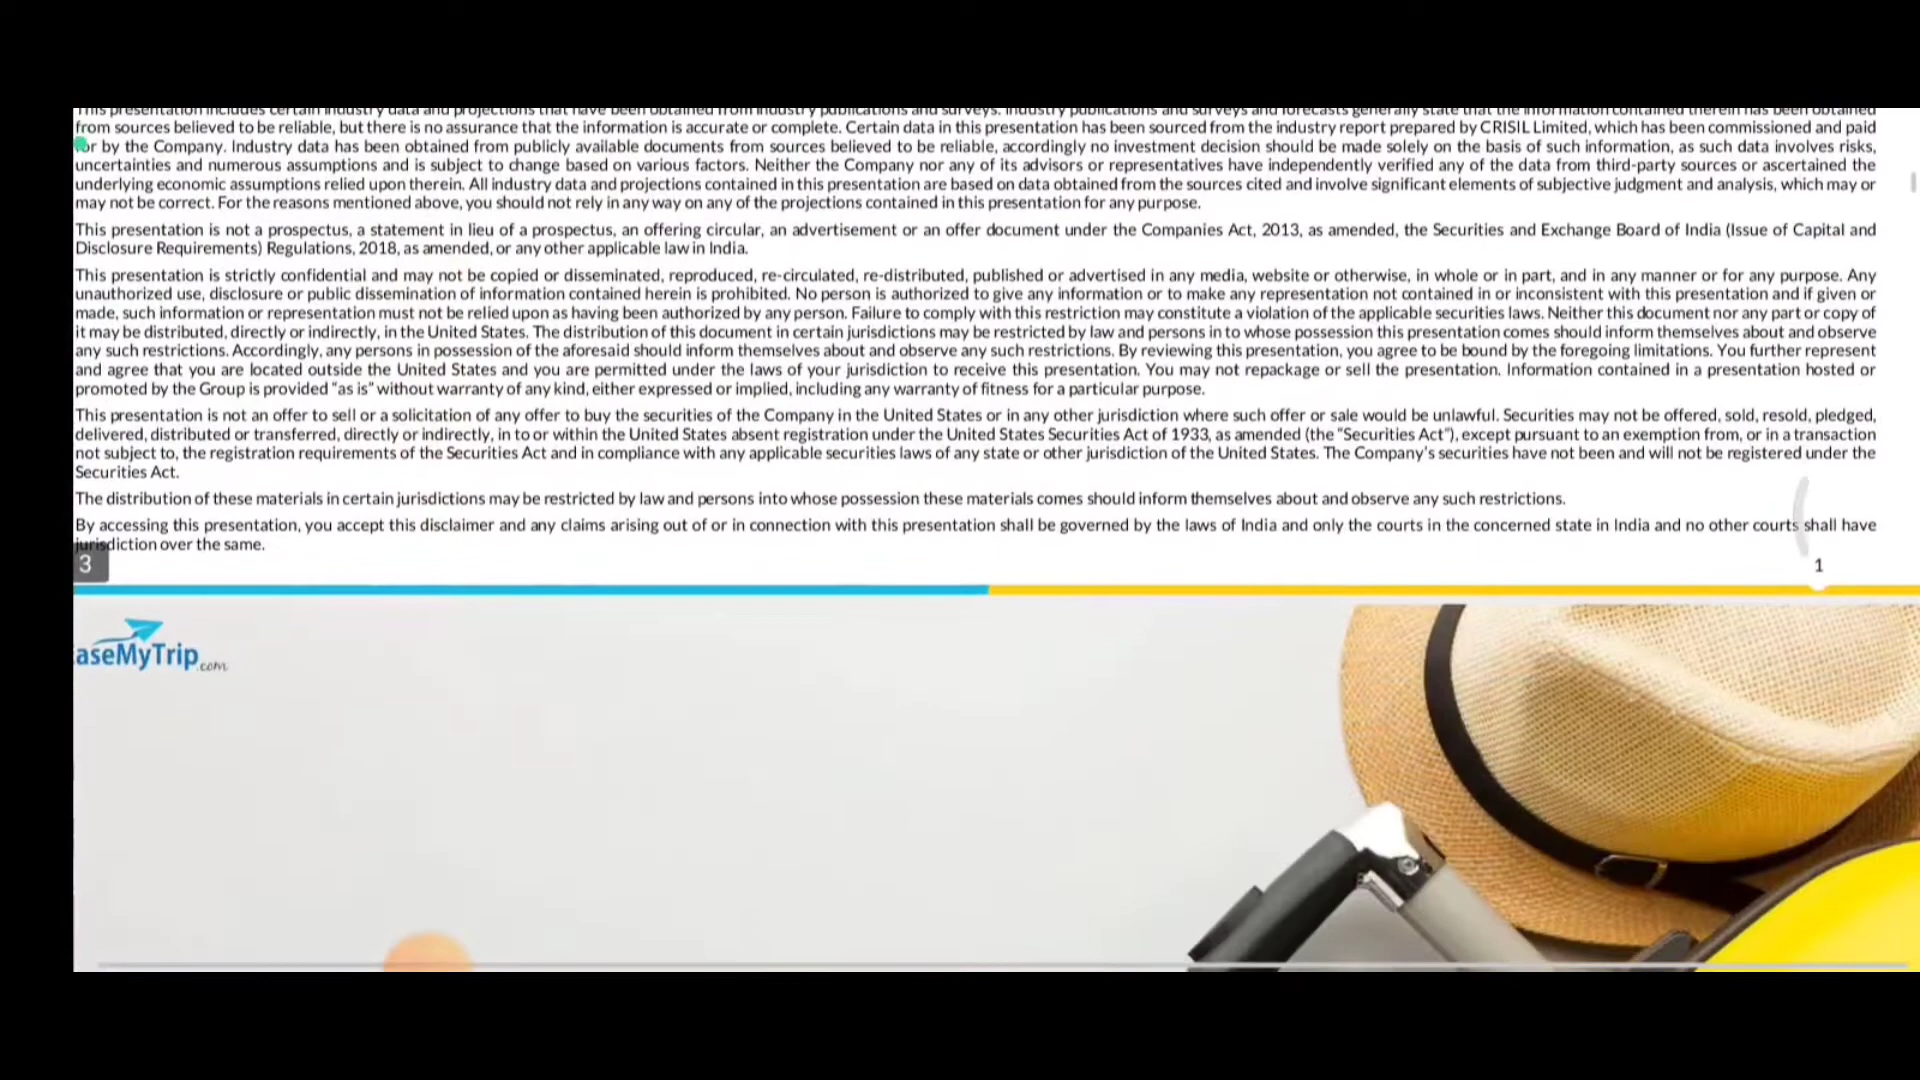 This presentation includes certain industry data and projections that have been obtained from industry publications and surveys. Industry publications and surveys and forecasts generally state that the information contained therein has been obtained
from sources believed to be reliable, but there is no assurance that the information is accurate or complete. Certain data in this presentation has been sourced from the industry report prepared by CRISIL Limited, which has been commissioned and paid
for by the Company. Industry data has been obtained from publicly available documents from sources believed to be reliable, accordingly no investment decision should be made solely on the basis of such information, as such data involves risks,
uncertainties and numerous assumptions and is subject to change based on various factors. Neither the Company nor any of its advisors or representatives have independently verified any of the data from third-party sources or ascertained the
underlying economic assumptions relied upon therein. All industry data and projections contained in this presentation are based on data obtained from the sources cited and involve significant elements of subjective judgment and analysis, which may or
may not be correct. For the reasons mentioned above, you should not rely in any way on any of the projections contained in this presentation for any purpose.
This presentation is not a prospectus, a statement in lieu of a prospectus, an offering circular, an advertisement or an offer document under the Companies Act, 2013, as amended, the Securities and Exchange Board of India (Issue of Capital and
Disclosure Requirements) Regulations, 2018, as amended, or any other applicable law in India.
This presentation is strictly confidential and may not be copied or disseminated, reproduced, re-circulated, re-distributed, published or advertised in any media, website or otherwise, in whole or in part, and in any manner or for any purpose. Any
unauthorized use, disclosure or public dissemination of information contained herein is prohibited. No person is authorized to give any information or to make any representation not contained in or inconsistent with this presentation and if given or
made, such information or representation must not be relied upon as having been authorized by any person. Failure to comply with this restriction may constitute a violation of the applicable securities laws. Neither this document nor any part or copy of
it may be distributed, directly or indirectly, in the United States. The distribution of this document in certain jurisdictions may be restricted by law and persons in to whose possession this presentation comes should inform themselves about and observe
any such restrictions. Accordingly, any persons in possession of the aforesaid should inform themselves about and observe any such restrictions. By reviewing this presentation, you agree to be bound by the foregoing limitations. You further represent
and agree that you are located outside the United States and you are permitted under the laws of your jurisdiction to receive this presentation. You may not repackage or sell the presentation. Information contained in a presentation hosted or
promoted by the Group is provided “as is” without warranty of any kind, either expressed or implied, including any warranty of fitness for a particular purpose.
This presentation is not an offer to sell or a solicitation of any offer to buy the securities of the Company in the United States or in any other jurisdiction where such offer or sale would be unlawful. Securities may not be offered, sold, resold, pledged,
delivered, distributed or transferred, directly or indirectly, in to or within the United States absent registration under the United States Securities Act of 1933, as amended (the “Securities Act”), except pursuant to an exemption from, or in a transaction
not subject to, the registration requirements of the Securities Act and in compliance with any applicable securities laws of any state or other jurisdiction of the United States. The Company's securities have not been and will not be registered under the
Securities Act.
The distribution of these materials in certain jurisdictions may be restricted by law and persons into whose possession these materials comes should inform themselves about and observe any such restrictions.
By accessing this presentation, you accept this disclaimer and any claims arising out of or in connection with this presentation shall be governed by the laws of India and only the courts in the concerned state in India and no other courts shall have
jurisdiction over the same.
3
1
aseMyTrip.com